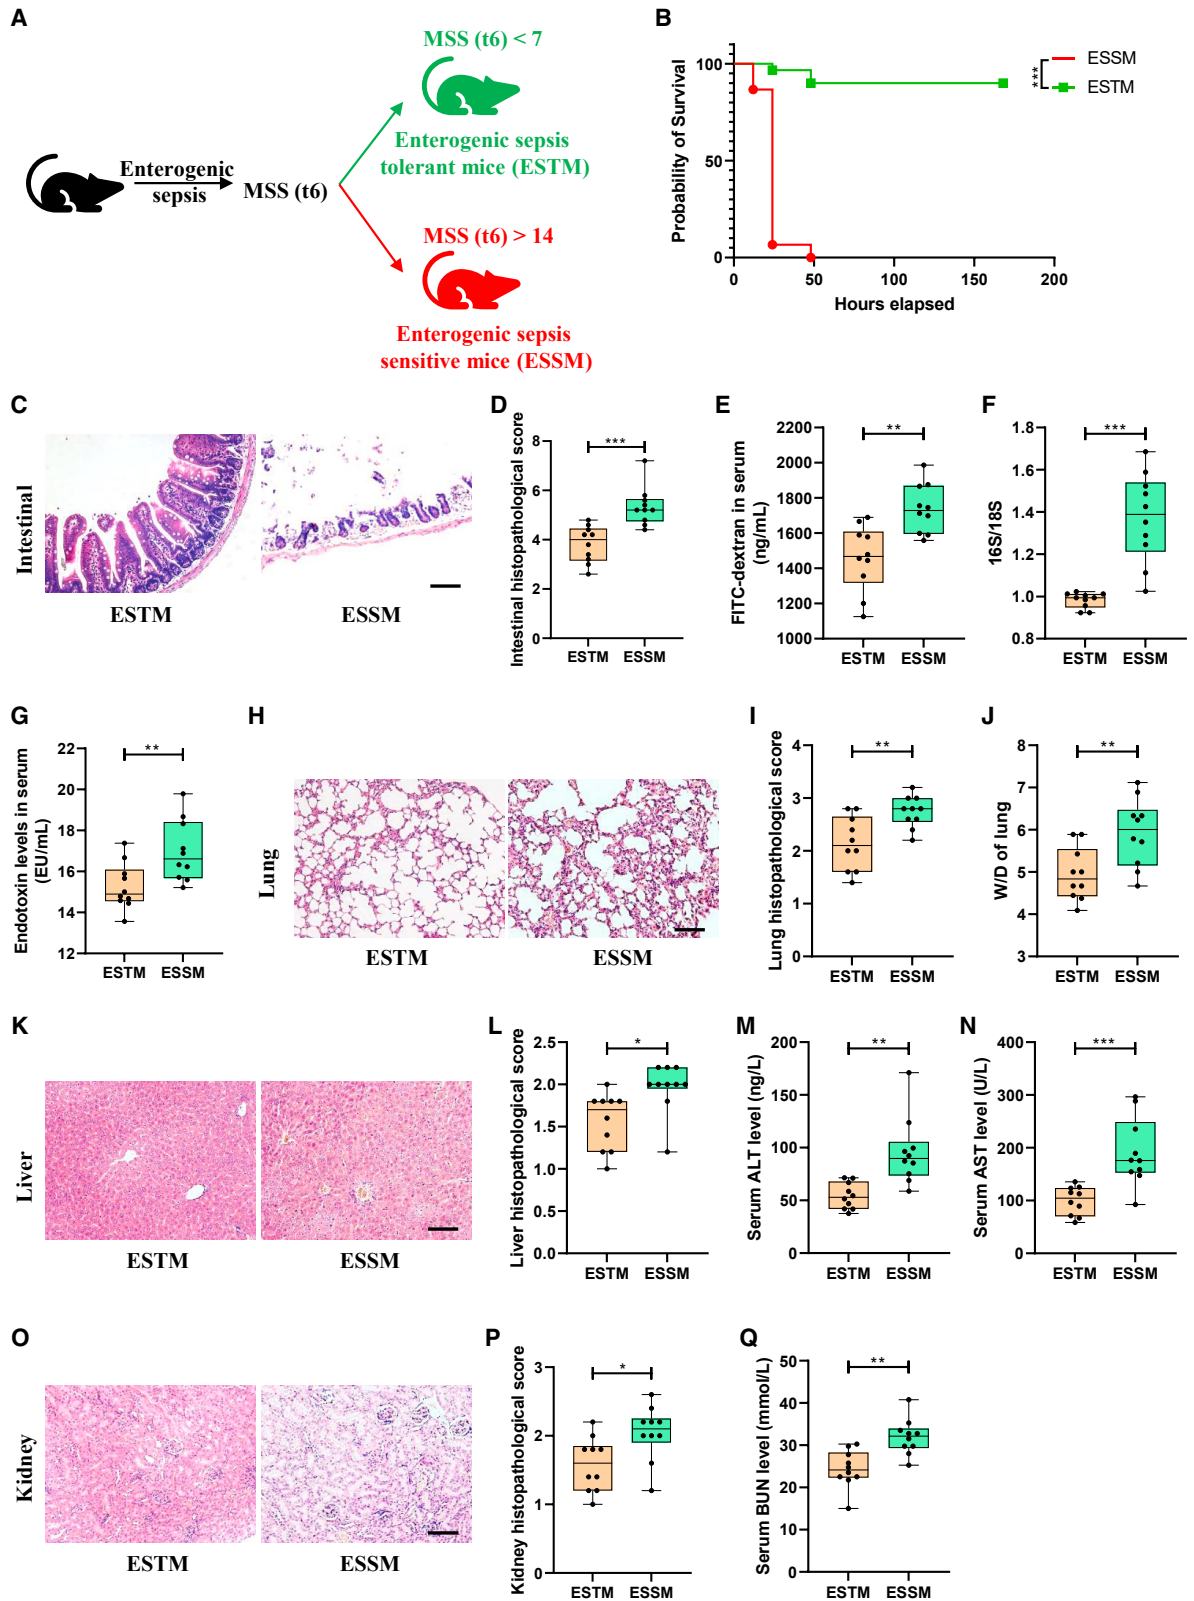 A
MSS (t6) < 7
Enterogenic sepsis
tolerant mice (ESTM)
Enterogenic
sepsis
MSS (t6)
MSS (t6) > 14
Enterogenic sepsis
sensitive mice (ESSM)
B
Probability of Survival
100
50
0
0 50 100 150 200
Hours elapsed
***
ESSM
ESTM
C
Intestinal
ESTM ESSM
D
Intestinal histopathological score
***
8
6
4
2
0
ESTM ESSM
E
FITC-dextran in serum
(ng/mL)
**
2200
2000
1800
1600
1400
1200
1000
ESTM ESSM
F
16S/18S
***
1.8
1.6
1.4
1.2
1.0
0.8
ESTM ESSM
G
Endotoxin levels in serum
(EU/mL)
**
22
20
18
16
14
12
ESTM ESSM
H
Lung
ESTM ESSM
I
Lung histopathological score
**
4
3
2
1
0
ESTM ESSM
J
W/D of lung
**
8
7
6
5
4
3
ESTM ESSM
K
Liver
ESTM ESSM
L
Liver histopathological score
*
2.5
2.0
1.5
1.0
0.5
0.0
ESTM ESSM
M
Serum ALT level (ng/L)
**
200
150
100
50
0
ESTM ESSM
N
Serum AST level (U/L)
***
400
300
200
100
0
ESTM ESSM
O
Kidney
ESTM ESSM
P
Kidney histopathological score
*
3
2
1
0
ESTM ESSM
Q
Serum BUN level (mmol/L)
**
50
40
30
20
10
0
ESTM ESSM